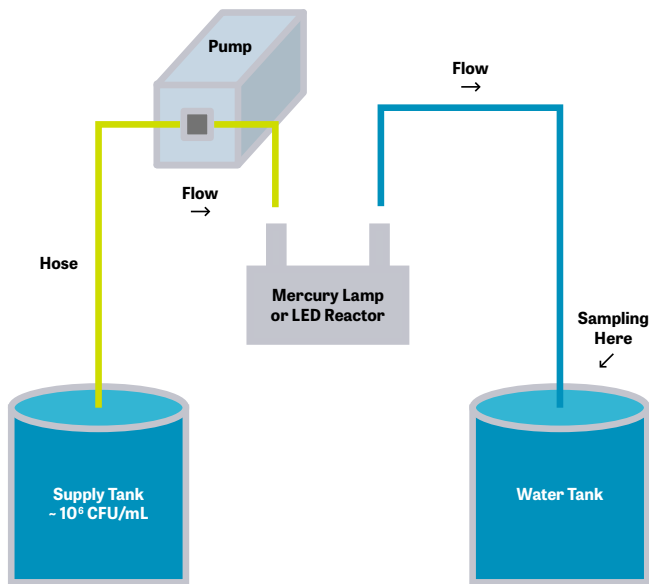 Pump
Flow
→
Flow
→
Hose
Mercury Lamp
or LED Reactor
Sampling
Here
↙
Supply Tank
~ 10⁶ CFU/mL
Water Tank